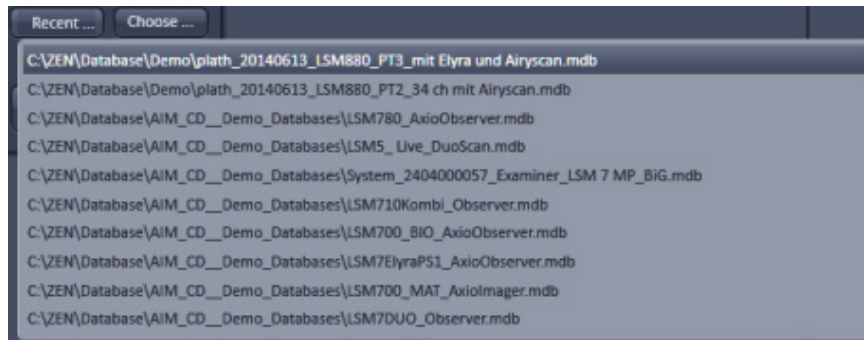 Recent ... Choose ...
C:\ZEN\Database\Demo\plath_20140613_LSM880_PT3_mit Elyra und Airyscan.mdb
C:\ZEN\Database\Demo\plath_20140613_LSM880_PT2_34 ch mit Airyscan.mdb
C:\ZEN\Database\AIM_CD__Demo_Databases\LSM780_AxioObserver.mdb
C:\ZEN\Database\AIM_CD__Demo_Databases\LSM5_ Live_DuoScan.mdb
C:\ZEN\Database\AIM_CD__Demo_Databases\System_2404000057_Examiner_LSM 7 MP_BiG.mdb
C:\ZEN\Database\AIM_CD__Demo_Databases\LSM710Kombi_Observer.mdb
C:\ZEN\Database\AIM_CD__Demo_Databases\LSM700_BIO_AxioObserver.mdb
C:\ZEN\Database\AIM_CD__Demo_Databases\LSM7ElyraPS1_AxioObserver.mdb
C:\ZEN\Database\AIM_CD__Demo_Databases\LSM700_MAT_AxioImager.mdb
C:\ZEN\Database\AIM_CD__Demo_Databases\LSM7DUO_Observer.mdb